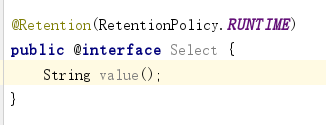 @Retention(RetentionPolicy.RUNTIME)
public @interface Select {
    String value();
}